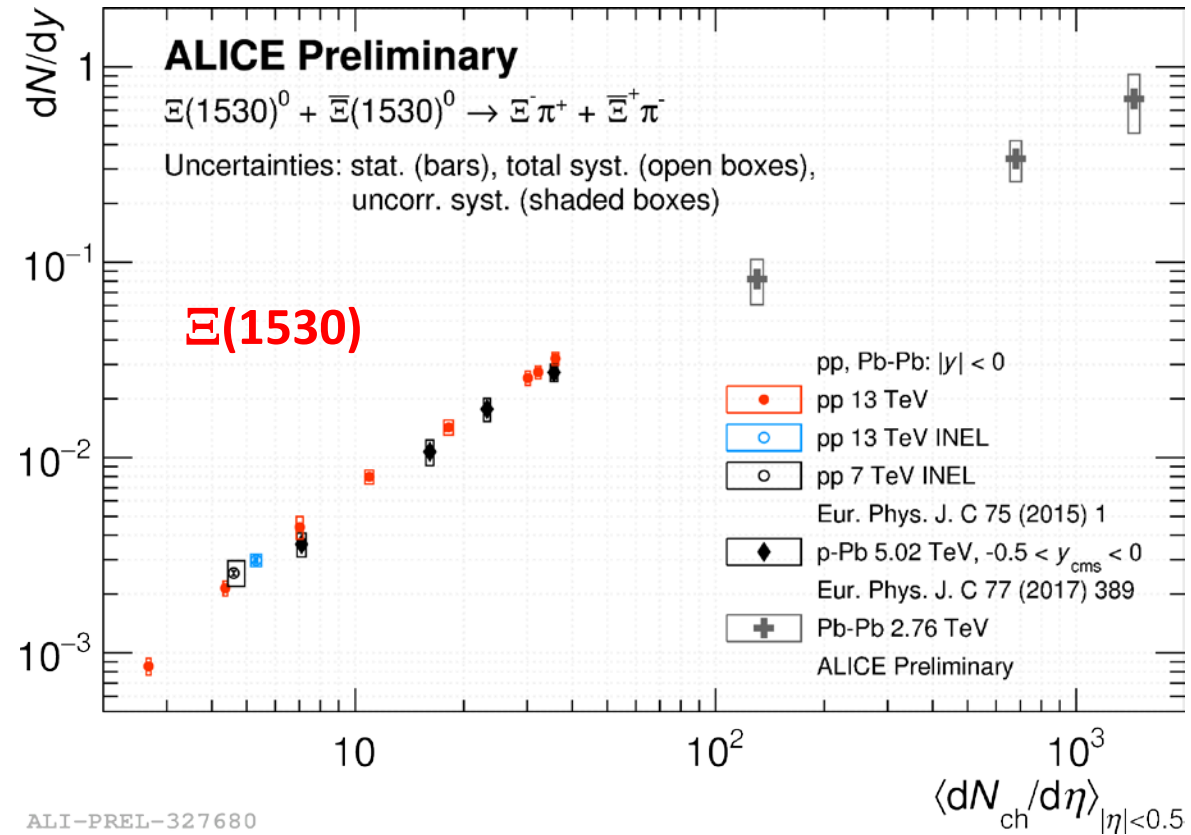 dN/dy
ALICE Preliminary
Ξ(1530)⁰ + Ξ̅(1530)⁰ → Ξ⁻π⁺ + Ξ̅⁺π⁻
Uncertainties: stat. (bars), total syst. (open boxes),
uncorr. syst. (shaded boxes)
1
10⁻¹
10⁻²
10⁻³
Ξ(1530)
pp, Pb-Pb: |y| < 0
pp 13 TeV
pp 13 TeV INEL
pp 7 TeV INEL
Eur. Phys. J. C 75 (2015) 1
p-Pb 5.02 TeV, -0.5 < y_cms < 0
Eur. Phys. J. C 77 (2017) 389
Pb-Pb 2.76 TeV
ALICE Preliminary
10 10² 10³
⟨dN_ch/dη⟩_|η|<0.5
ALI-PREL-327680